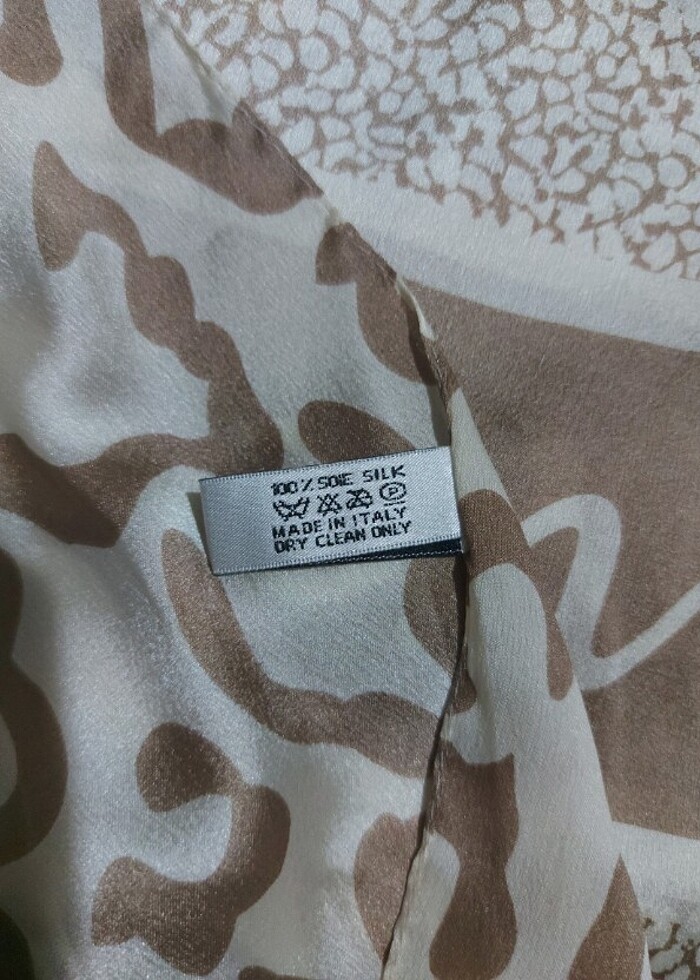 100% SOIE SILK
P
MADE IN ITALY
DRY CLEAN ONLY